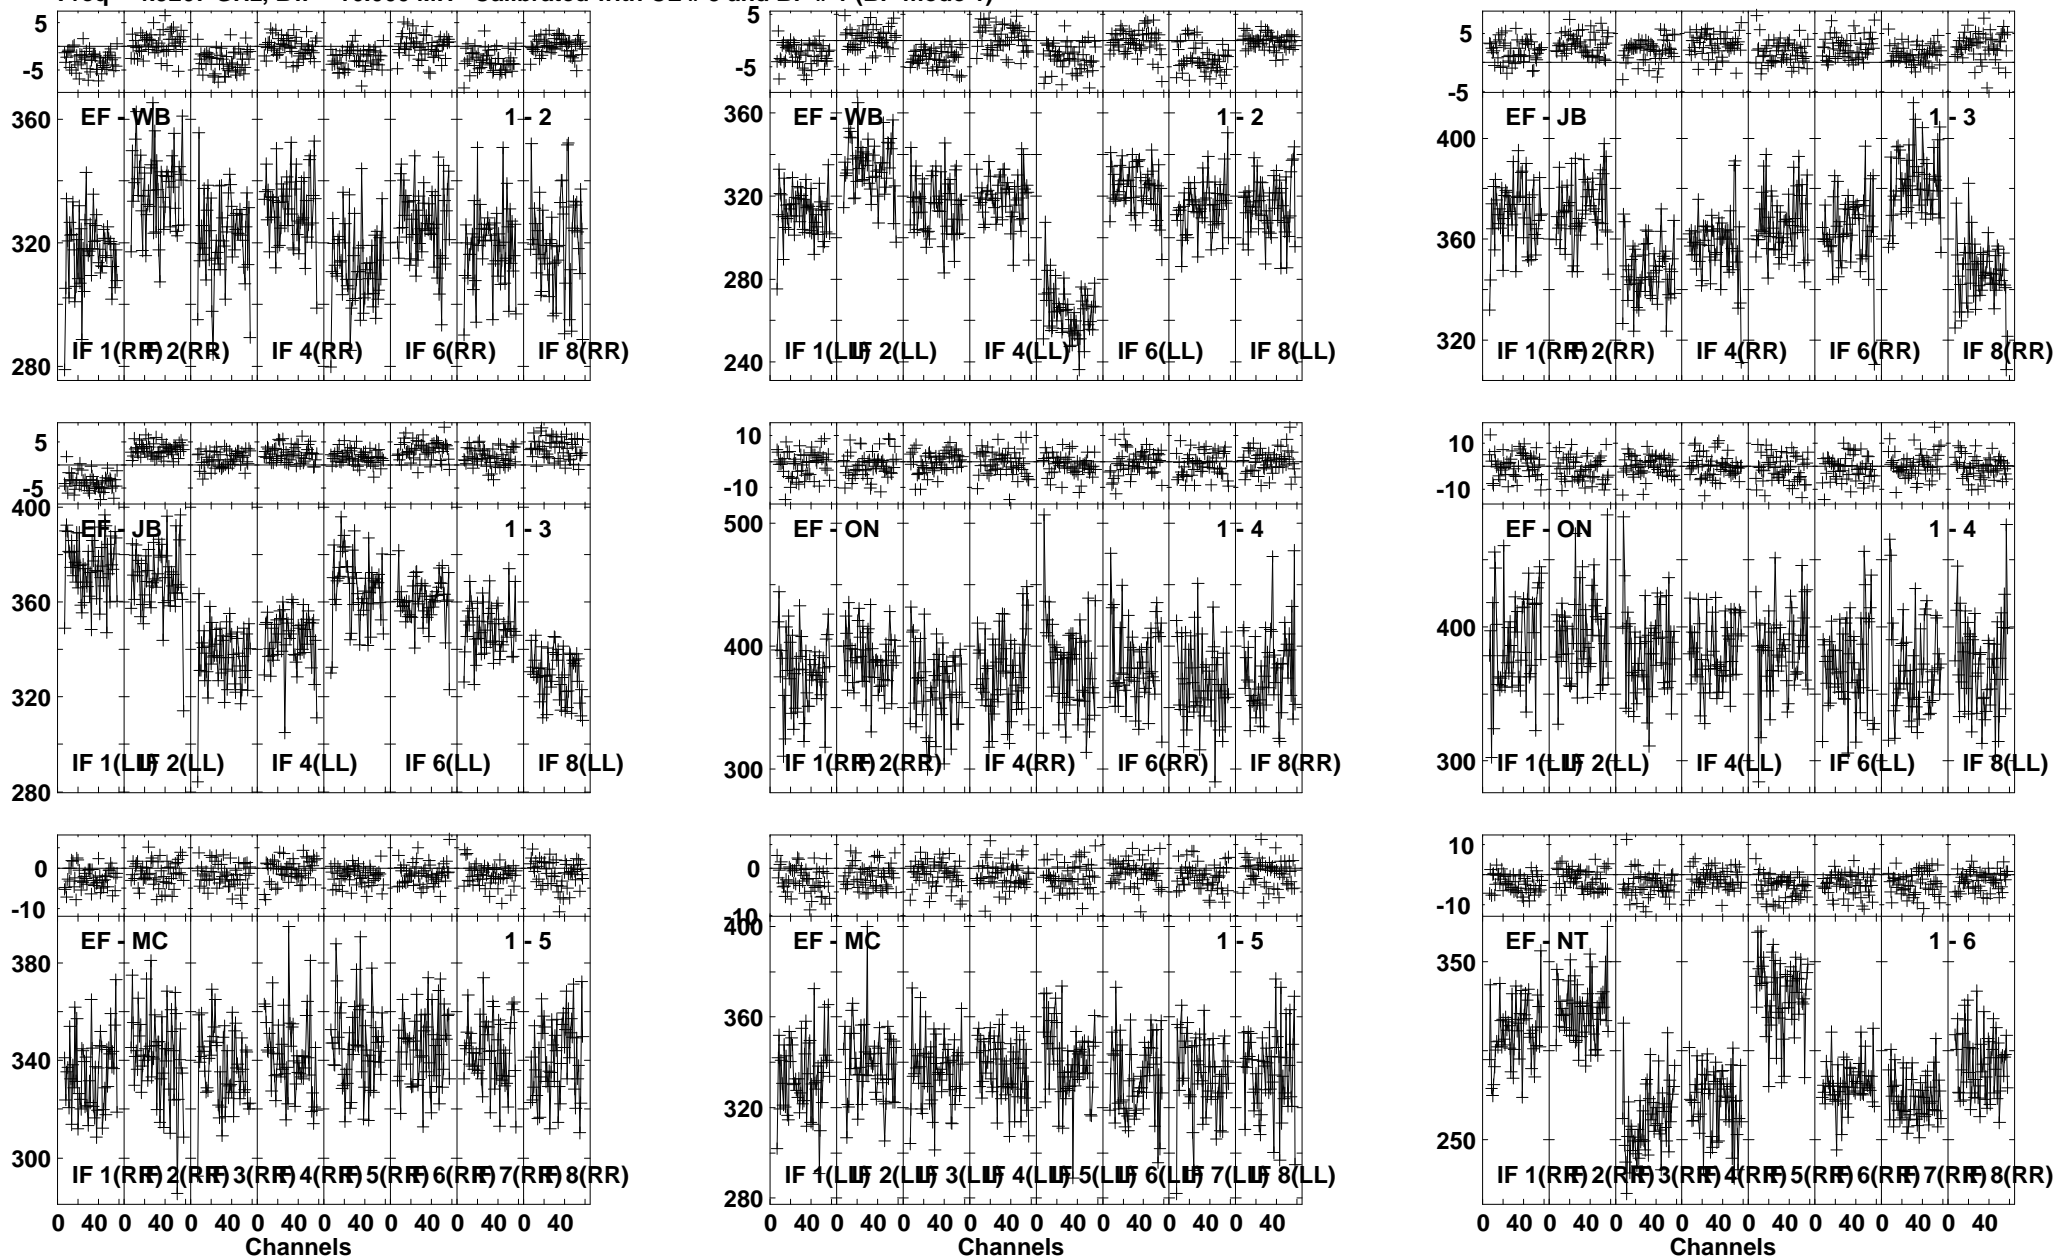 5 5 5
-5 -5 -5
EF - WB 1 - 2 EF - WB 1 - 2 EF - JB 1 - 3
360 360 400
320 320 360
280 280 320
240
IF 1(RR) IF 2(RR) IF 4(RR) IF 6(RR) IF 8(RR) IF 1(LL) IF 2(LL) IF 4(LL) IF 6(LL) IF 8(LL) IF 1(RR) IF 2(RR) IF 4(RR) IF 6(RR) IF 8(RR)
5 10 10
-5 -10 -10
EF - JB 1 - 3 EF - ON 1 - 4 EF - ON 1 - 4
400 500
360 400 400
320
280 300 300
IF 1(LL) IF 2(LL) IF 4(LL) IF 6(LL) IF 8(LL) IF 1(RR) IF 2(RR) IF 4(RR) IF 6(RR) IF 8(RR) IF 1(LL) IF 2(LL) IF 4(LL) IF 6(LL) IF 8(LL)
0 0 10
-10 -10 -10
EF - MC 1 - 5 EF - MC 1 - 5 EF - NT 1 - 6
380 400 350
340 360 250
300 320
280
IF 1(RR) IF 2(RR) IF 3(RR) IF 4(RR) IF 5(RR) IF 6(RR) IF 7(RR) IF 8(RR) IF 1(LL) IF 2(LL) IF 3(LL) IF 4(LL) IF 5(LL) IF 6(LL) IF 7(LL) IF 8(LL) IF 1(RR) IF 2(RR) IF 3(RR) IF 4(RR) IF 5(RR) IF 6(RR) IF 7(RR) IF 8(RR)
0 40 0 40 0 40 0 40 0 40 0 40 0 40 0 40 0 40 0 40 0 40 0 40 0 40 0 40 0 40 0 40 0 40 0 40 0 40 0 40 0 40 0 40 0 40 0 40
Channels Channels Channels